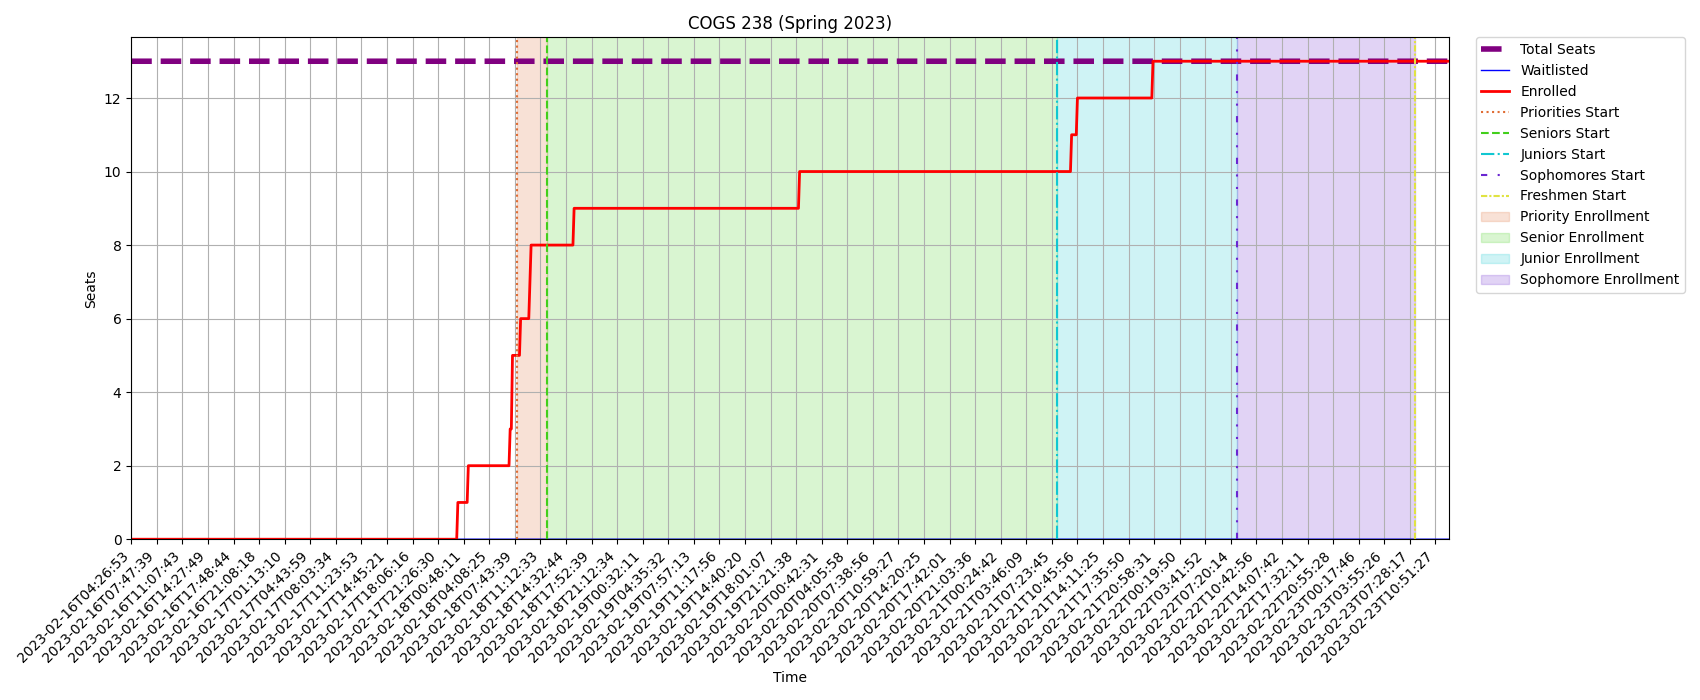 COGS 238 (Spring 2023)
Total Seats
Waitlisted
Enrolled
Priorities Start
Seniors Start
Juniors Start
Sophomores Start
Freshmen Start
Priority Enrollment
Senior Enrollment
Junior Enrollment
Sophomore Enrollment
Seats
12
10
8
6
4
2
0
2023-02-16T04:26:53
2023-02-16T07:47:39
2023-02-16T11:07:43
2023-02-16T14:27:49
2023-02-16T17:48:44
2023-02-16T21:08:18
2023-02-17T01:13:10
2023-02-17T04:43:59
2023-02-17T08:03:34
2023-02-17T11:23:53
2023-02-17T14:45:21
2023-02-17T18:06:16
2023-02-17T21:26:30
2023-02-18T00:48:11
2023-02-18T04:08:25
2023-02-18T07:43:39
2023-02-18T11:12:33
2023-02-18T14:32:44
2023-02-18T17:52:39
2023-02-18T21:12:34
2023-02-19T00:32:11
2023-02-19T04:35:32
2023-02-19T07:57:13
2023-02-19T11:17:56
2023-02-19T14:40:20
2023-02-19T18:01:07
2023-02-19T21:21:38
2023-02-20T00:42:31
2023-02-20T04:05:58
2023-02-20T07:38:56
2023-02-20T10:59:27
2023-02-20T14:20:25
2023-02-20T17:42:01
2023-02-20T21:03:36
2023-02-21T00:24:42
2023-02-21T03:46:09
2023-02-21T07:23:45
2023-02-21T10:45:56
2023-02-21T14:11:25
2023-02-21T17:35:50
2023-02-21T20:58:31
2023-02-22T00:19:50
2023-02-22T03:41:52
2023-02-22T07:20:14
2023-02-22T10:42:56
2023-02-22T14:07:42
2023-02-22T17:32:11
2023-02-22T20:55:28
2023-02-23T00:17:46
2023-02-23T03:55:26
2023-02-23T07:28:17
2023-02-23T10:51:27
Time